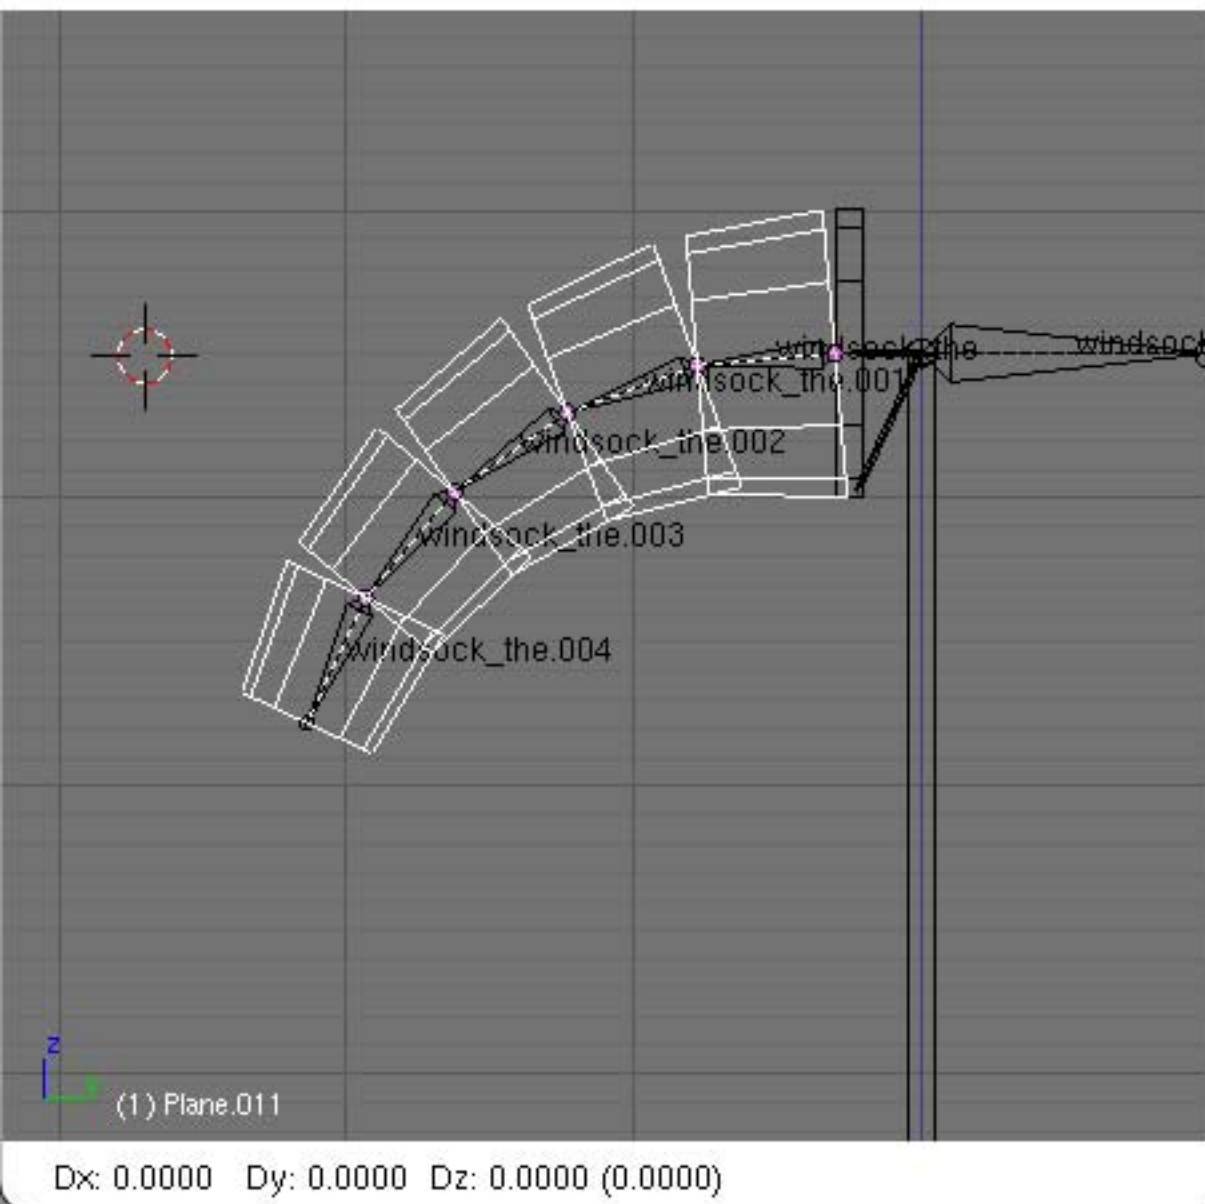 windsock_the
windsock
windsock_the.001
windsock_the.002
windsock_the.003
windsock_the.004
z
y
(1) Plane.011
Dx: 0.0000 Dy: 0.0000 Dz: 0.0000 (0.0000)